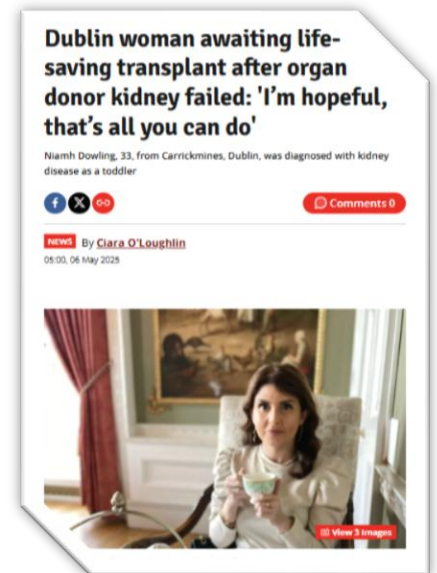 Dublin woman awaiting life-
saving transplant after organ
donor kidney failed: 'I'm hopeful,
that's all you can do'
Niamh Dowling, 33, from Carrickmines, Dublin, was diagnosed with kidney
disease as a toddler
Comments 0
NEWS By Ciara O'Loughlin
05:00, 06 May 2025
View 3 Images